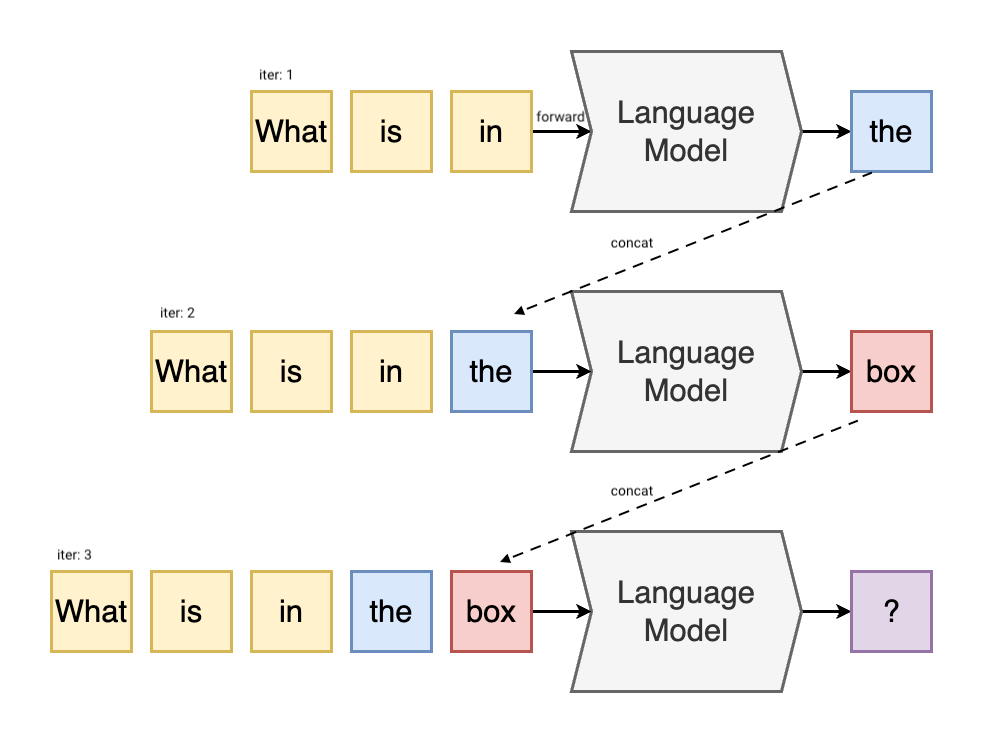 iter: 1
What is in forward Language Model the
concat
iter: 2
What is in the Language Model box
concat
iter: 3
What is in the box Language Model ?